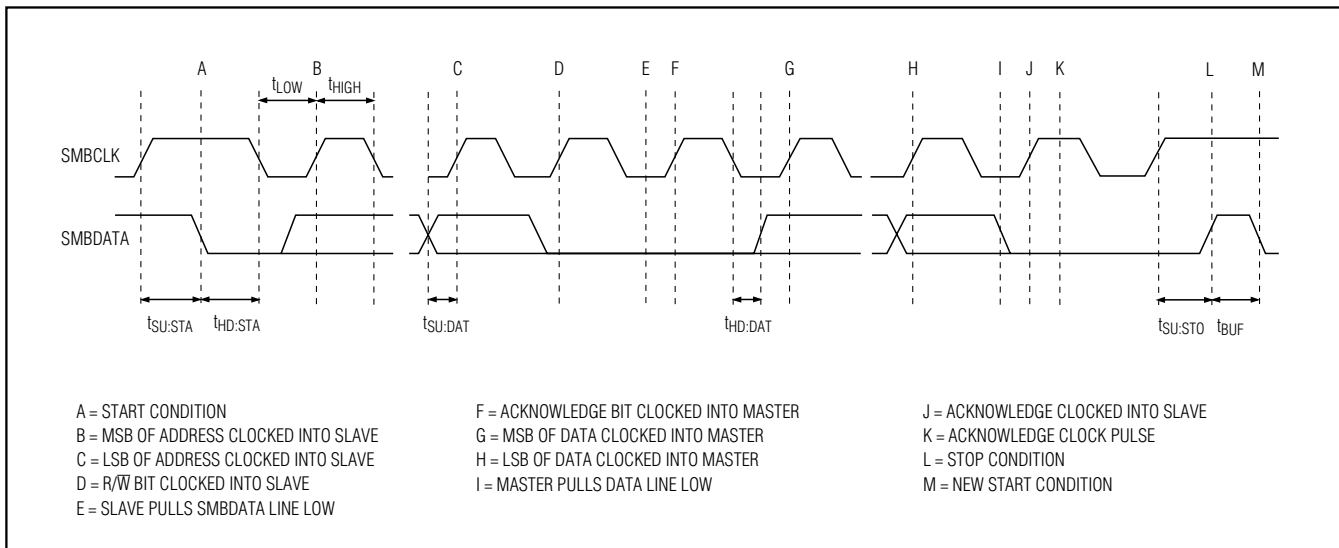 A B C D E F G H I J K L M
tLOW tHIGH
SMBCLK
SMBDATA
tSU:STA tHD:STA tSU:DAT tHD:DAT tSU:STO tBUF
A = START CONDITION
B = MSB OF ADDRESS CLOCKED INTO SLAVE
C = LSB OF ADDRESS CLOCKED INTO SLAVE
D = R/W̅ BIT CLOCKED INTO SLAVE
E = SLAVE PULLS SMBDATA LINE LOW
F = ACKNOWLEDGE BIT CLOCKED INTO MASTER
G = MSB OF DATA CLOCKED INTO MASTER
H = LSB OF DATA CLOCKED INTO MASTER
I = MASTER PULLS DATA LINE LOW
J = ACKNOWLEDGE CLOCKED INTO SLAVE
K = ACKNOWLEDGE CLOCK PULSE
L = STOP CONDITION
M = NEW START CONDITION